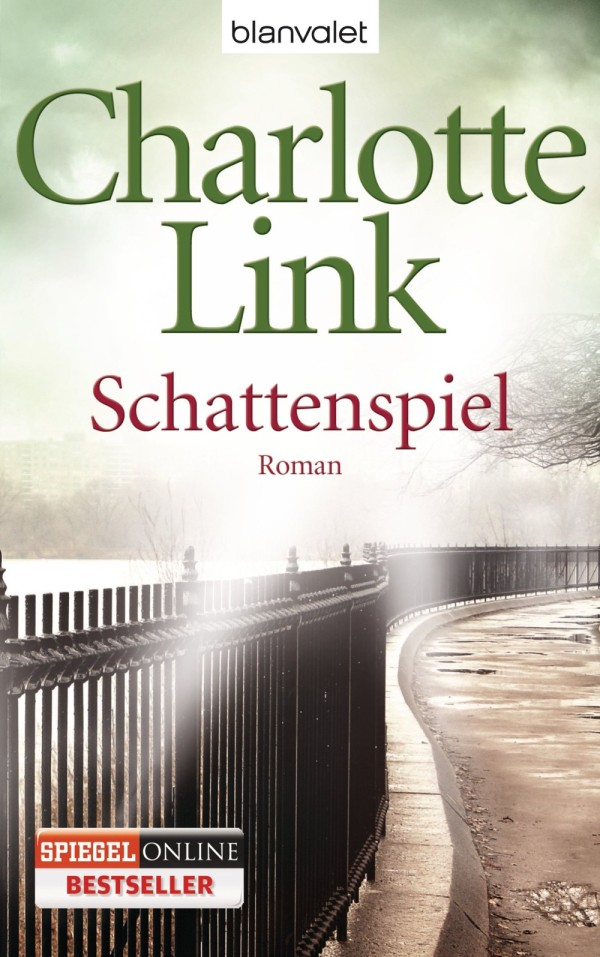 blanvalet
Charlotte
Link
Schattenspiel
Roman
SPIEGEL ONLINE
BESTSELLER